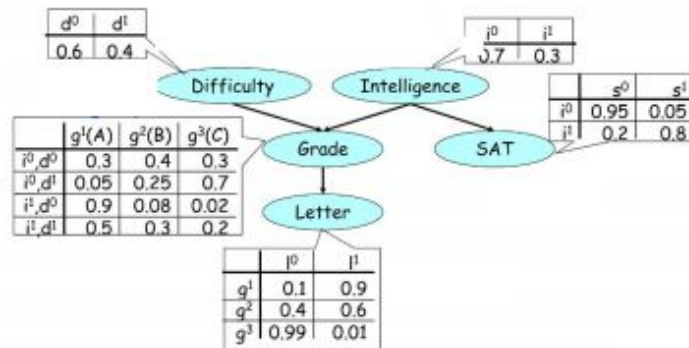 d⁰ d¹
0.6 0.4
i⁰ i¹
0.7 0.3
Difficulty Intelligence
s⁰ s¹
i⁰ 0.95 0.05
i¹ 0.2 0.8
g¹(A) g²(B) g³(C)
i⁰,d⁰ 0.3 0.4 0.3
i⁰,d¹ 0.05 0.25 0.7
i¹,d⁰ 0.9 0.08 0.02
i¹,d¹ 0.5 0.3 0.2
Grade SAT
Letter
l⁰ l¹
g¹ 0.1 0.9
g² 0.4 0.6
g³ 0.99 0.01